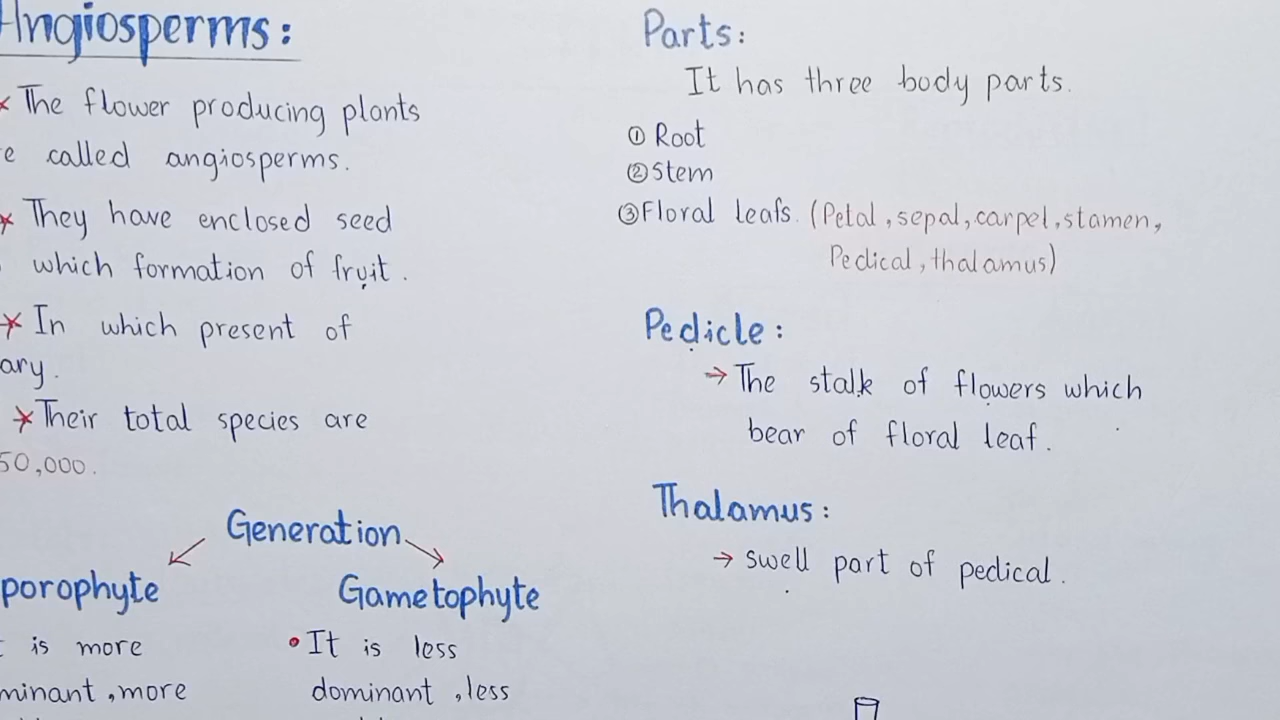 Angiosperms:
* The flower producing plants
e called angiosperms.
* They have enclosed seed
which formation of fruit.
* In which present of
ary.
* Their total species are
50,000.
Generation
porophyte
Gametophyte
is more
minant, more
• It is less
dominant, less
Parts:
It has three body parts.
① Root
② Stem
③ Floral leafs. (Petal, sepal, carpel, stamen,
Pedical, thalamus)
Pedicle:
→ The stalk of flowers which
bear of floral leaf.
Thalamus:
→ swell part of pedical.